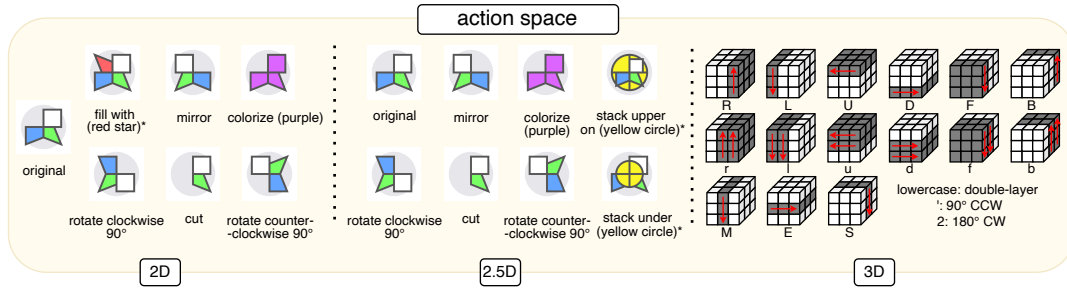 action space
original
fill with
(red star)*
mirror
colorize (purple)
rotate clockwise
90°
cut
rotate counter-
-clockwise 90°
2D
original
mirror
colorize
(purple)
stack upper
on (yellow circle)*
rotate clockwise
90°
cut
rotate counter-
-clockwise 90°
stack under
(yellow circle)*
2.5D
R
L
U
D
F
B
r
l
u
d
f
b
M
E
S
lowercase: double-layer
': 90° CCW
2: 180° CW
3D